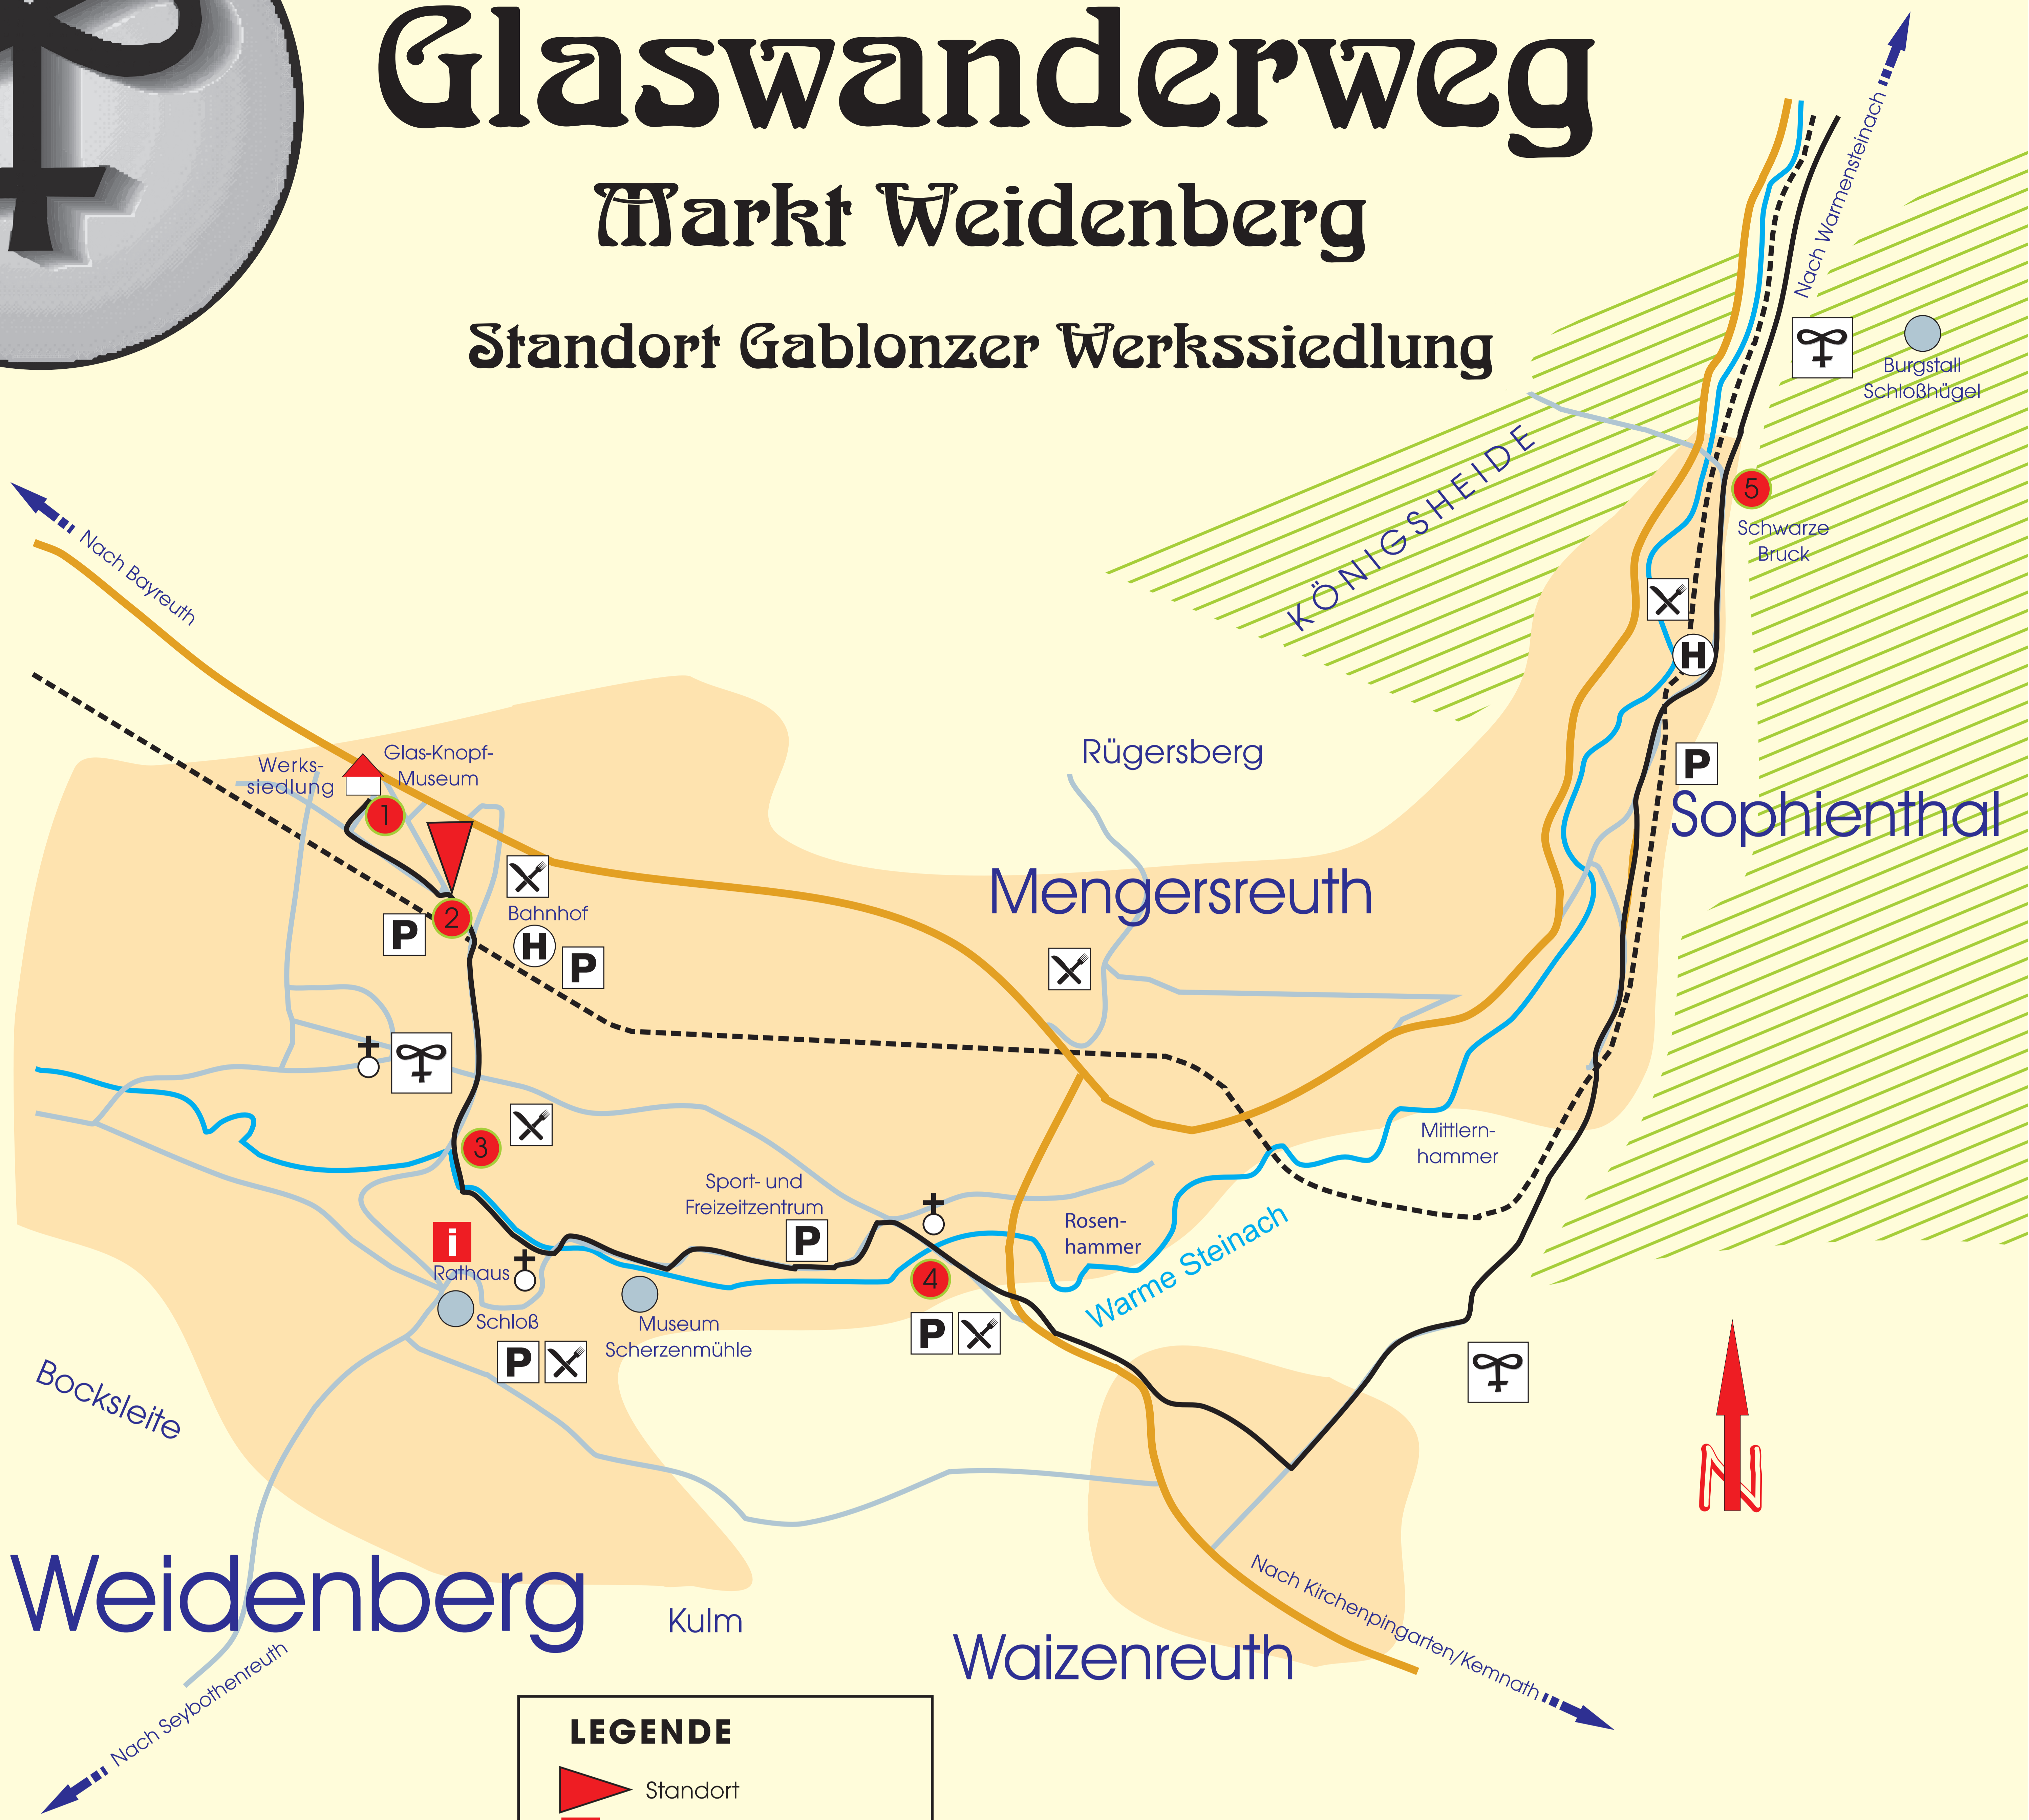 Glaswanderweg
Markt Weidenberg
Standort Gablonzer Werkssiedlung
Nach Warmensteinach
Burgstall
Schloßhügel
KÖNIGSHEIDE
5
Schwarze
Bruck
H
P
Sophienthal
Nach Bayreuth
Werks-
siedlung
Glas-Knopf-
Museum
1
2
P
Bahnhof
H
P
Rügersberg
Mengersreuth
3
Mittlern-
hammer
Sport- und
Freizeitzentrum
P
Rosen-
hammer
Warme Steinach
i
Rathaus
Schloß
P
Museum
Scherzenmühle
4
P
Bocksleite
N
Weidenberg
Kulm
Waizenreuth
Nach Kirchenpingarten/Kemnath
Nach Seybothenreuth
LEGENDE
Standort